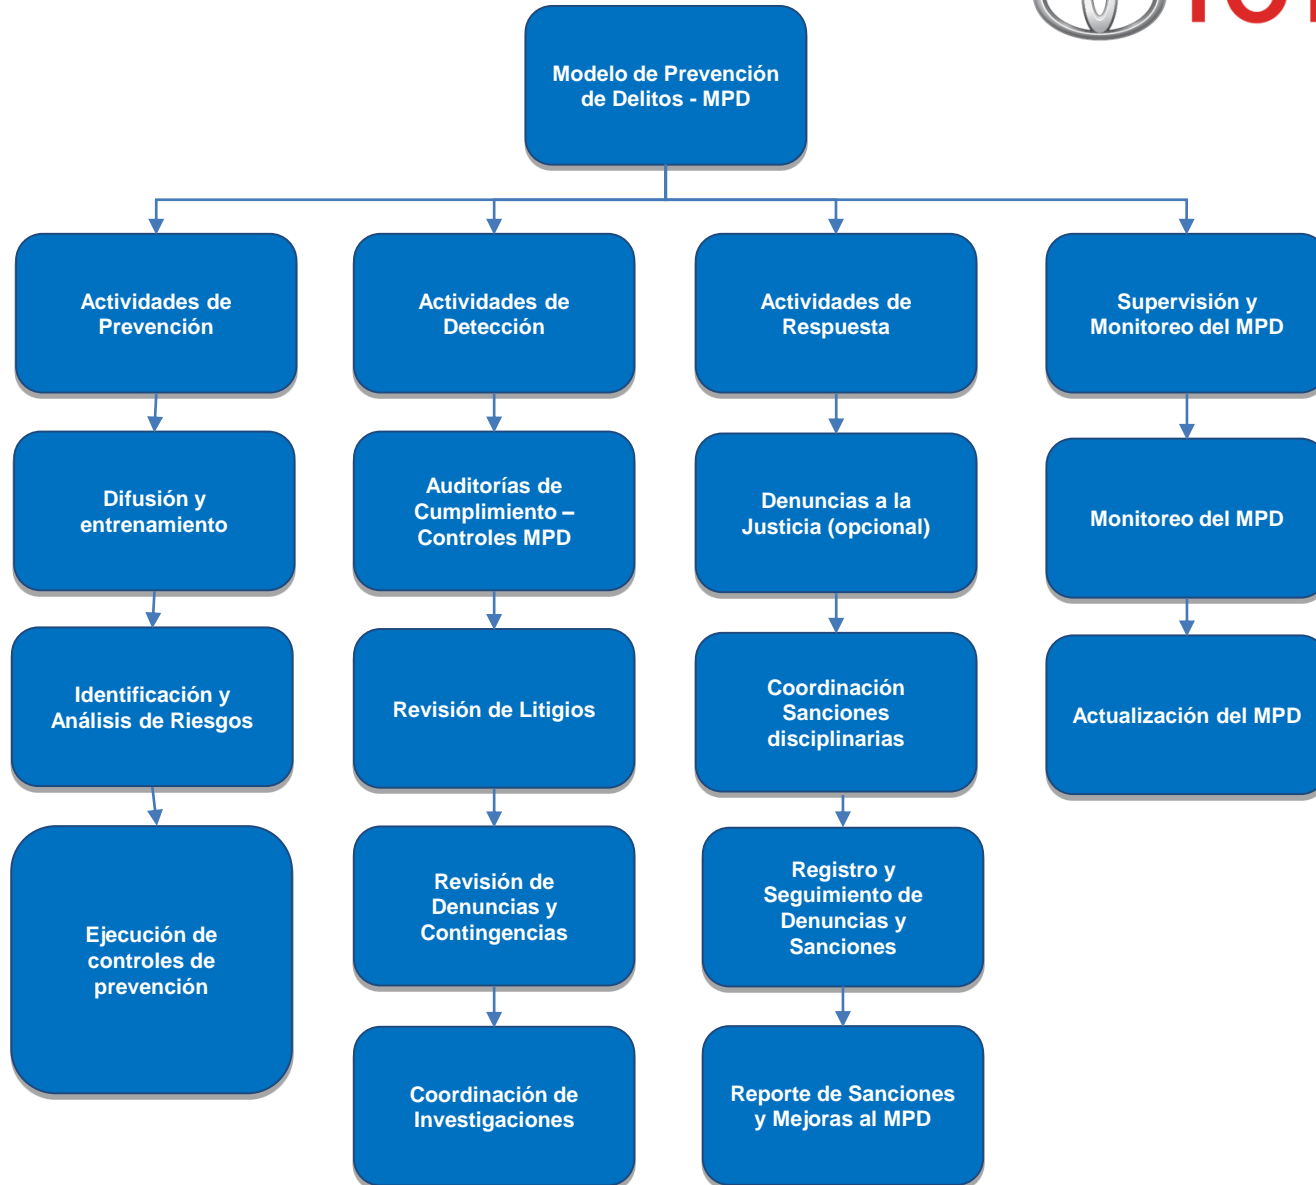 Modelo de Prevención
de Delitos - MPD
Actividades de
Prevención
Actividades de
Detección
Actividades de
Respuesta
Supervisión y
Monitoreo del MPD
Difusión y
entrenamiento
Auditorías de
Cumplimiento –
Controles MPD
Denuncias a la
Justicia (opcional)
Monitoreo del MPD
Identificación y
Análisis de Riesgos
Revisión de Litigios
Coordinación
Sanciones
disciplinarias
Actualización del MPD
Ejecución de
controles de
prevención
Revisión de
Denuncias y
Contingencias
Registro y
Seguimiento de
Denuncias y
Sanciones
Coordinación de
Investigaciones
Reporte de Sanciones
y Mejoras al MPD